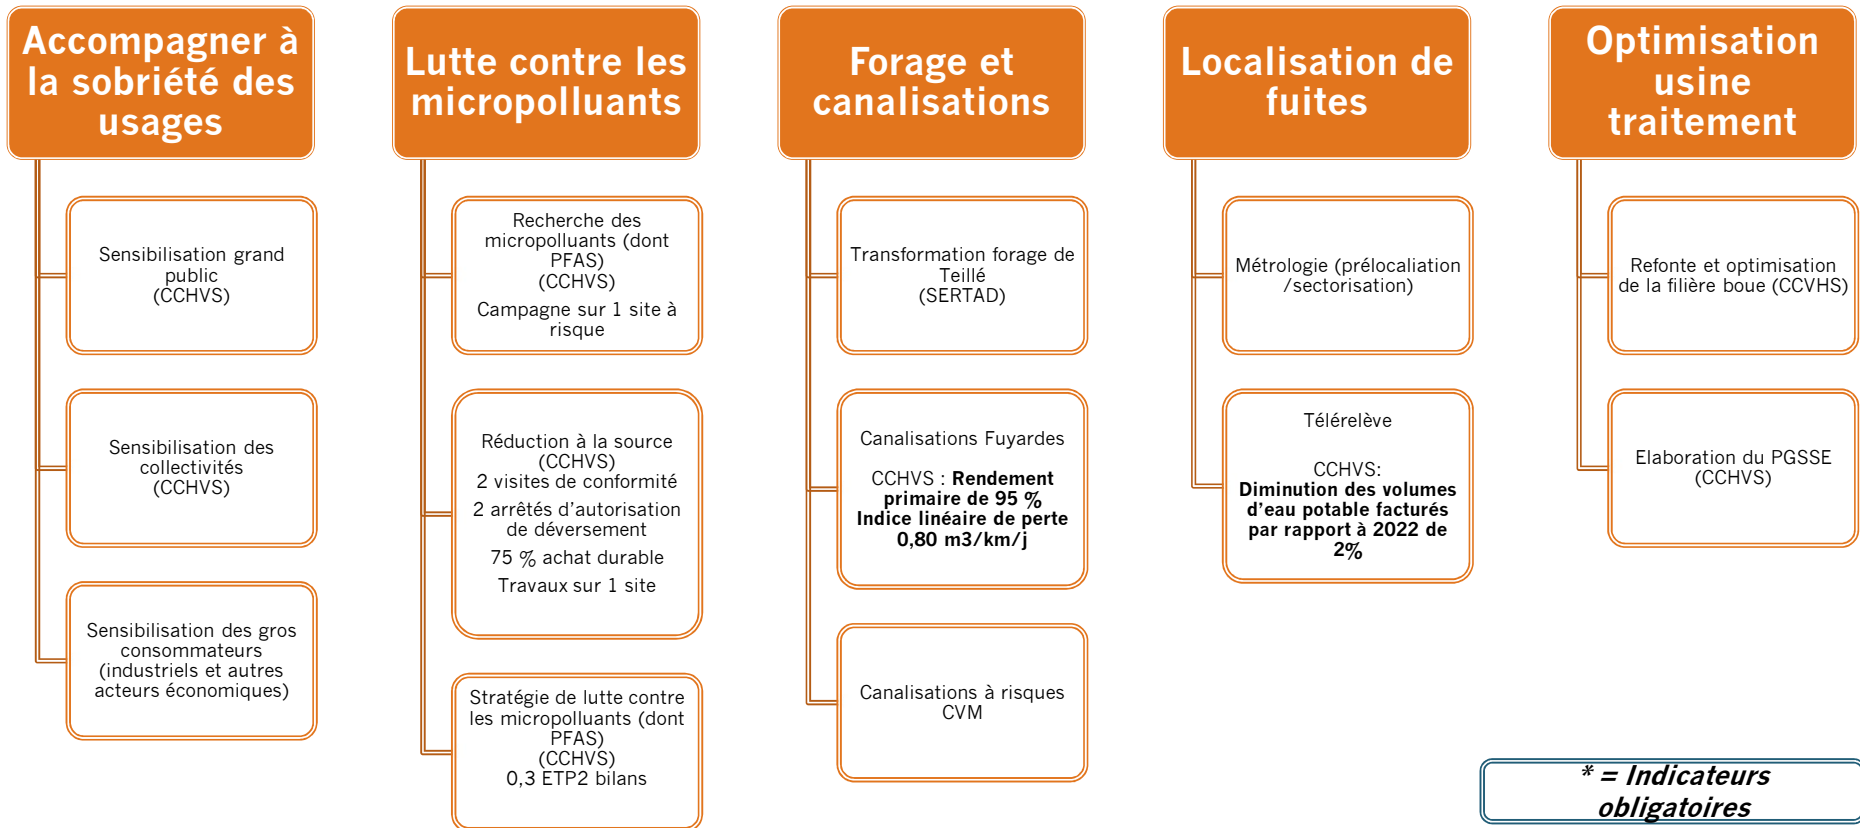 Accompagner à
la sobriété des
usages
Sensibilisation grand
public
(CCHVS)
Sensibilisation des
collectivités
(CCHVS)
Sensibilisation des gros
consommateurs
(industriels et autres
acteurs économiques)
Lutte contre les
micropolluants
Recherche des
micropolluants (dont
PFAS)
(CCHVS)
Campagne sur 1 site à
risque
Réduction à la source
(CCHVS)
2 visites de conformité
2 arrêtés d'autorisation
de déversement
75 % achat durable
Travaux sur 1 site
Stratégie de lutte contre
les micropolluants (dont
PFAS)
(CCHVS)
0,3 ETP2 bilans
Forage et
canalisations
Transformation forage de
Teillé
(SERTAD)
Canalisations Fuyardes
CCHVS : Rendement
primaire de 95 %
Indice linéaire de perte
0,80 m3/km/j
Canalisations à risques
CVM
Localisation de
fuites
Métrologie (prélocaliation
/sectorisation)
Télérelève
CCHVS:
Diminution des volumes
d'eau potable facturés
par rapport à 2022 de
2%
Optimisation
usine
traitement
Refonte et optimisation
de la filière boue (CCVHS)
Elaboration du PGSSE
(CCHVS)
* = Indicateurs
obligatoires